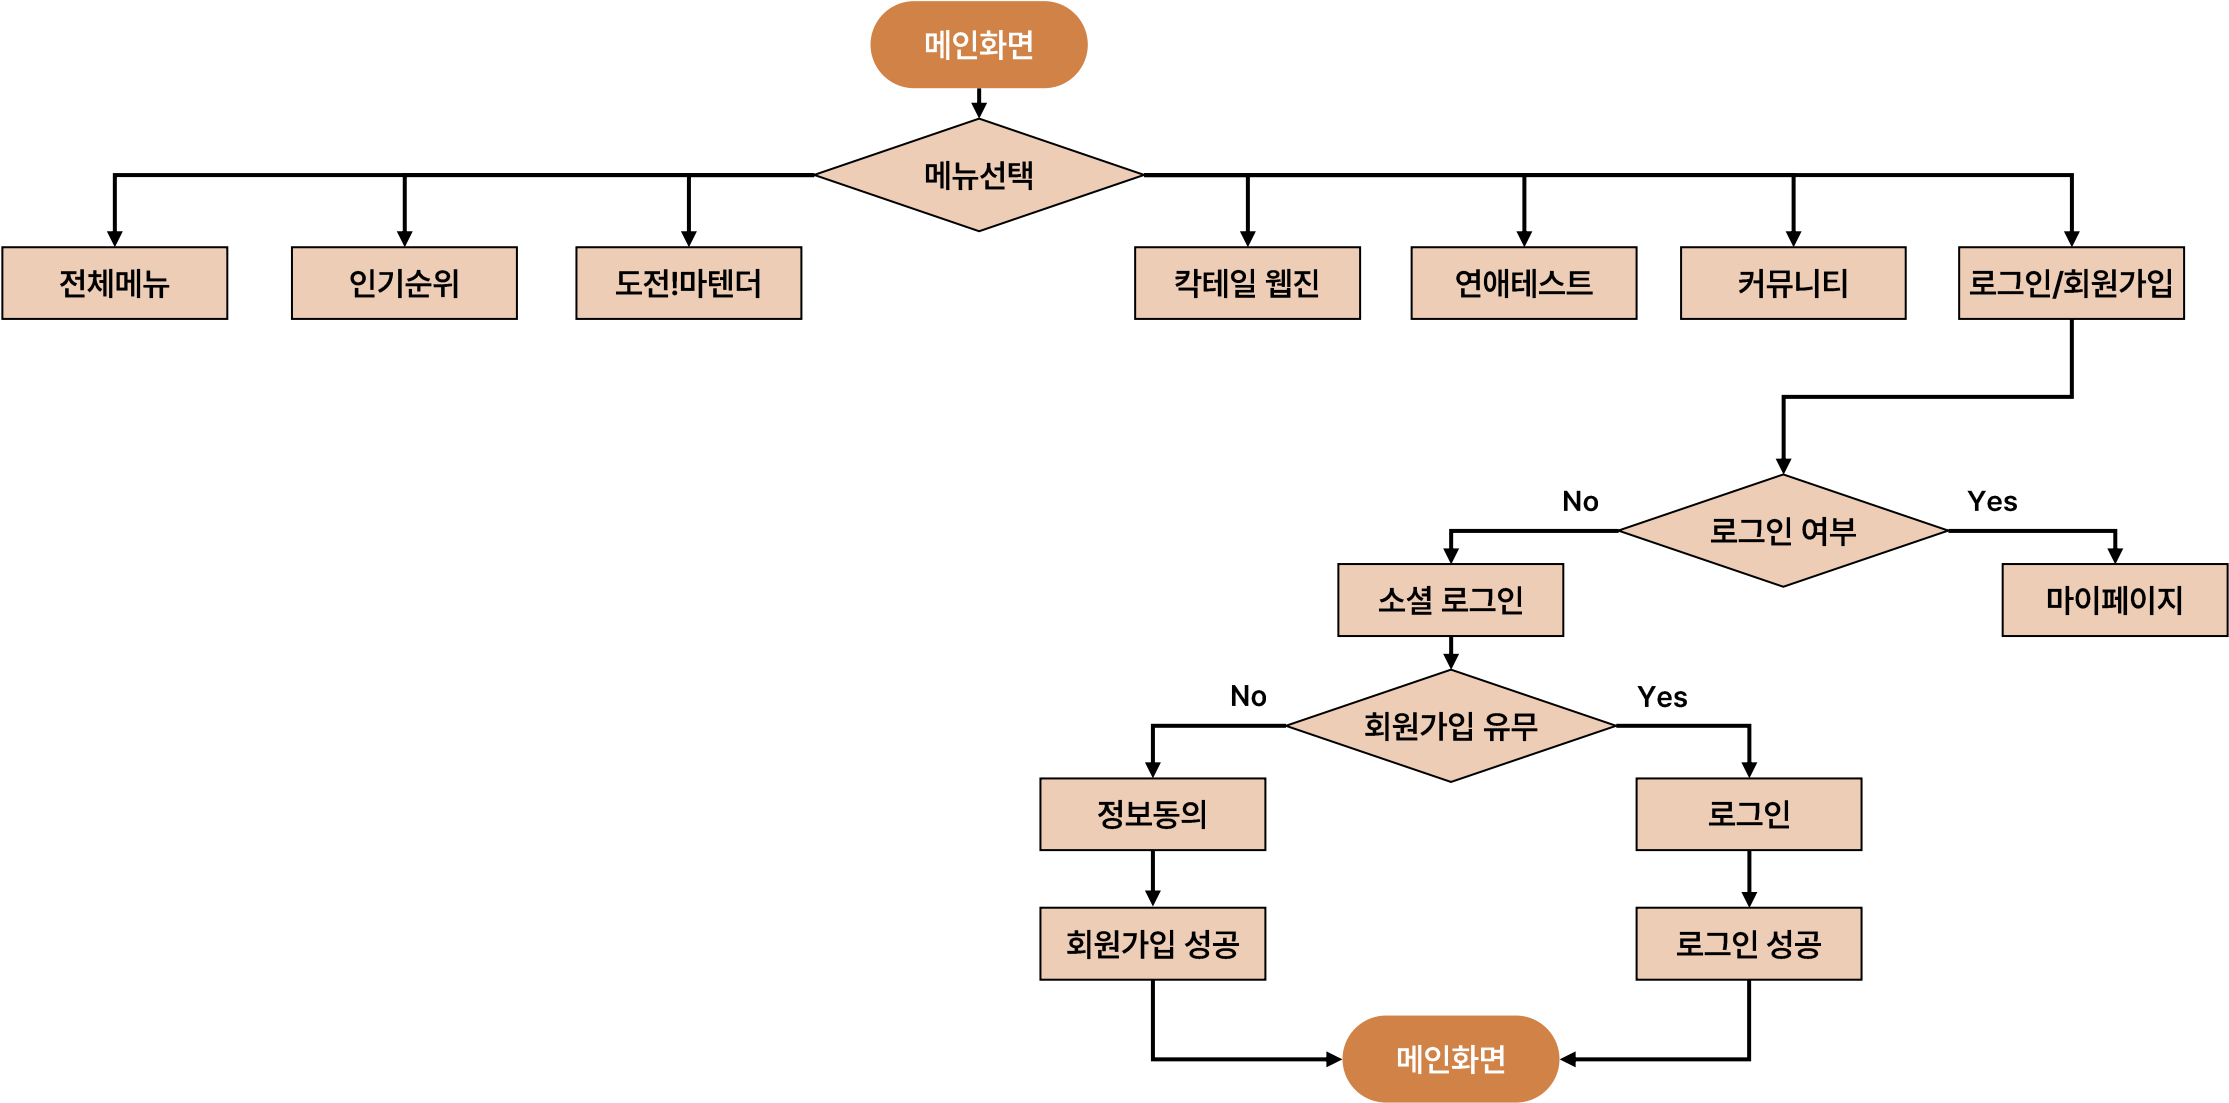 메인화면
메뉴선택
전체메뉴
인기순위
도전!마텐더
칵테일 웹진
연애테스트
커뮤니티
로그인/회원가입
No
Yes
로그인 여부
소셜 로그인
마이페이지
No
Yes
회원가입 유무
정보동의
로그인
회원가입 성공
로그인 성공
메인화면